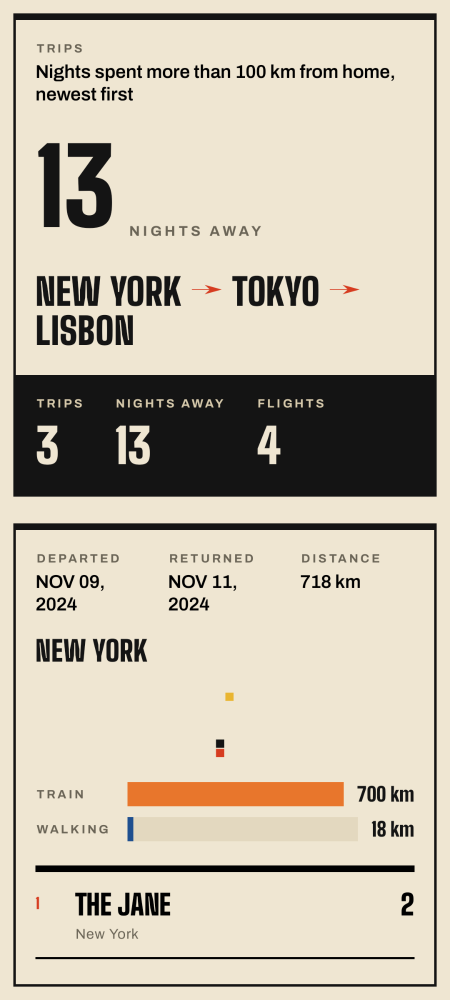 TRIPS
Nights spent more than 100 km from home,
newest first
13 NIGHTS AWAY
NEW YORK → TOKYO →
LISBON
TRIPS NIGHTS AWAY FLIGHTS
3 13 4
DEPARTED RETURNED DISTANCE
NOV 09, NOV 11, 718 km
2024 2024
NEW YORK
TRAIN 700 km
WALKING 18 km
1 THE JANE 2
New York